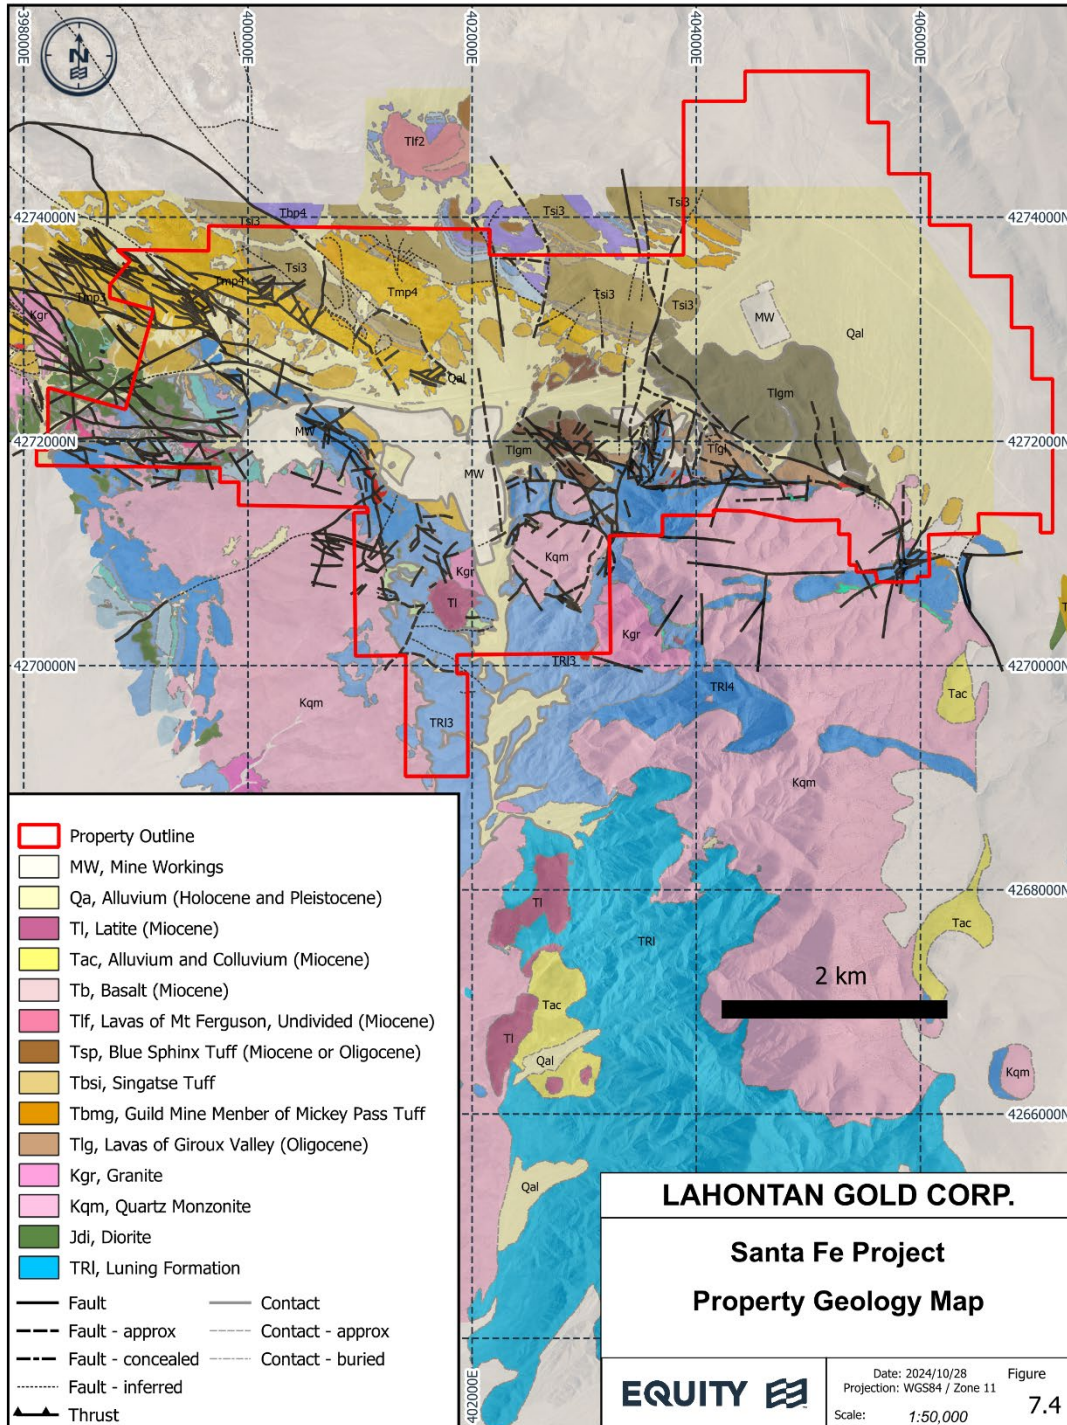 398000E
400000E
402000E
404000E
406000E
N
Tlf2
4274000N
Tsi3
Tbp4
Tsi3
Tsi3
4274000N
Tmp3
Tmp4
Tsi3
Tmp4
Tsi3
Tsi3
MW
Qal
Kgr
Qal
Tlgm
4272000N
MW
MW
Tlgm
Tlgl
4272000N
Kqm
Kgr
Tl
Kgr
4270000N
TRl3
4270000N
Kqm
TRl3
TRl4
Tac
Kqm
4268000N
Tl
TRl
Tac
Tac
Tl
Qal
Kqm
4266000N
Qal
402000E
2 km
Property Outline
MW, Mine Workings
Qa, Alluvium (Holocene and Pleistocene)
Tl, Latite (Miocene)
Tac, Alluvium and Colluvium (Miocene)
Tb, Basalt (Miocene)
Tlf, Lavas of Mt Ferguson, Undivided (Miocene)
Tsp, Blue Sphinx Tuff (Miocene or Oligocene)
Tbsi, Singatse Tuff
Tbmg, Guild Mine Menber of Mickey Pass Tuff
Tlg, Lavas of Giroux Valley (Oligocene)
Kgr, Granite
Kqm, Quartz Monzonite
Jdi, Diorite
TRl, Luning Formation
Fault
Contact
Fault - approx
Contact - approx
Fault - concealed
Contact - buried
Fault - inferred
Thrust
LAHONTAN GOLD CORP.
Santa Fe Project
Property Geology Map
EQUITY
Date: 2024/10/28
Projection: WGS84 / Zone 11
Scale: 1:50,000
Figure
7.4